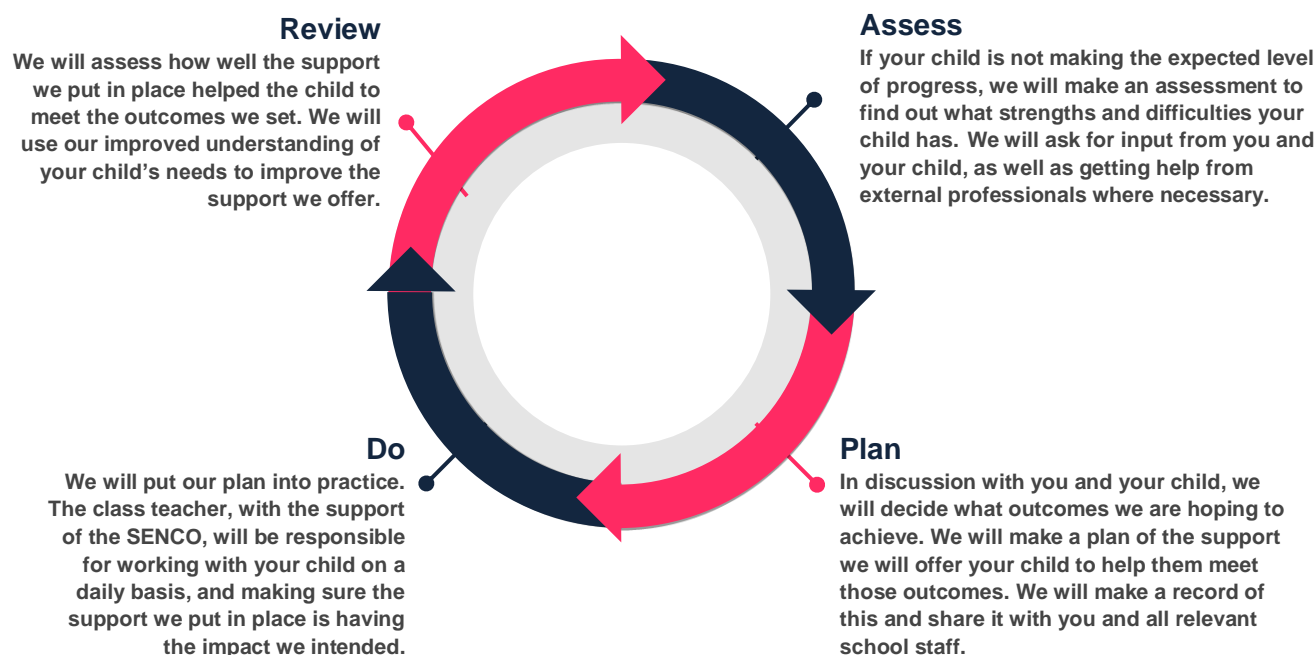 Review
We will assess how well the support
we put in place helped the child to
meet the outcomes we set. We will
use our improved understanding of
your child’s needs to improve the
support we offer.
Assess
If your child is not making the expected level
of progress, we will make an assessment to
find out what strengths and difficulties your
child has. We will ask for input from you and
your child, as well as getting help from
external professionals where necessary.
Do
We will put our plan into practice.
The class teacher, with the support
of the SENCO, will be responsible
for working with your child on a
daily basis, and making sure the
support we put in place is having
the impact we intended.
Plan
In discussion with you and your child, we
will decide what outcomes we are hoping to
achieve. We will make a plan of the support
we will offer your child to help them meet
those outcomes. We will make a record of
this and share it with you and all relevant
school staff.